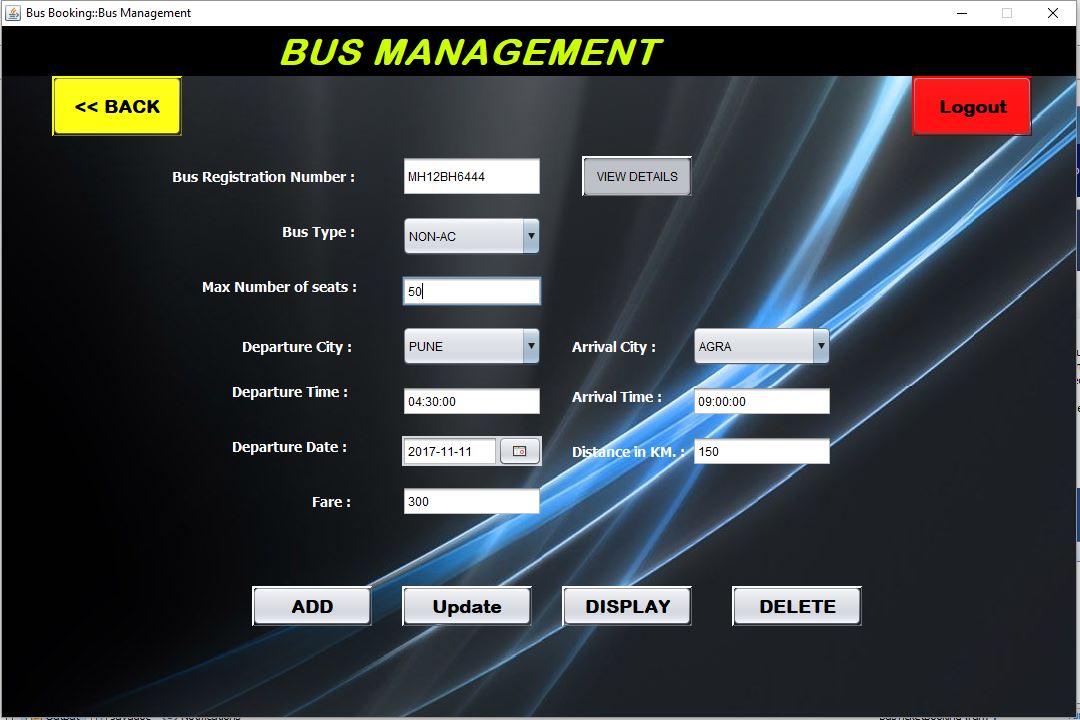 Bus Booking::Bus Management
BUS MANAGEMENT
<< BACK
Logout
Bus Registration Number : MH12BH6444 VIEW DETAILS
Bus Type : NON-AC
Max Number of seats : 50
Departure City : PUNE Arrival City : AGRA
Departure Time : 04:30:00 Arrival Time : 09:00:00
Departure Date : 2017-11-11 Distance in KM. : 150
Fare : 300
ADD Update DISPLAY DELETE